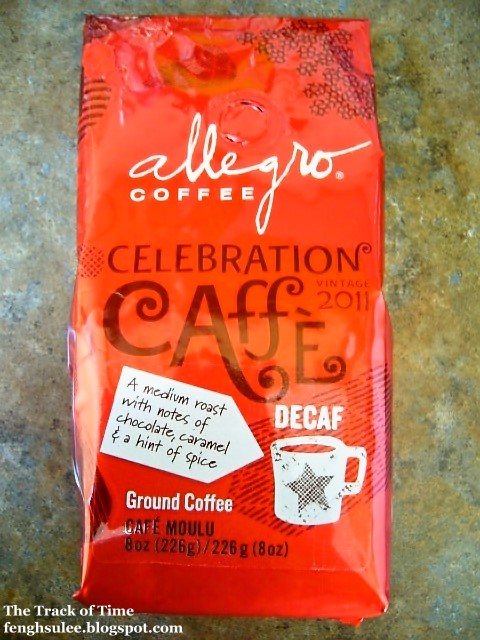 allegro®
COFFEE
CELEBRATION
VINTAGE
2011
CAffÈ
A medium roast
with notes of
chocolate, caramel
& a hint of spice
DECAF
Ground Coffee
CAFÉ MOULU
8oz (226g)/226g (8oz)
The Track of Time
fenghsulee.blogspot.com